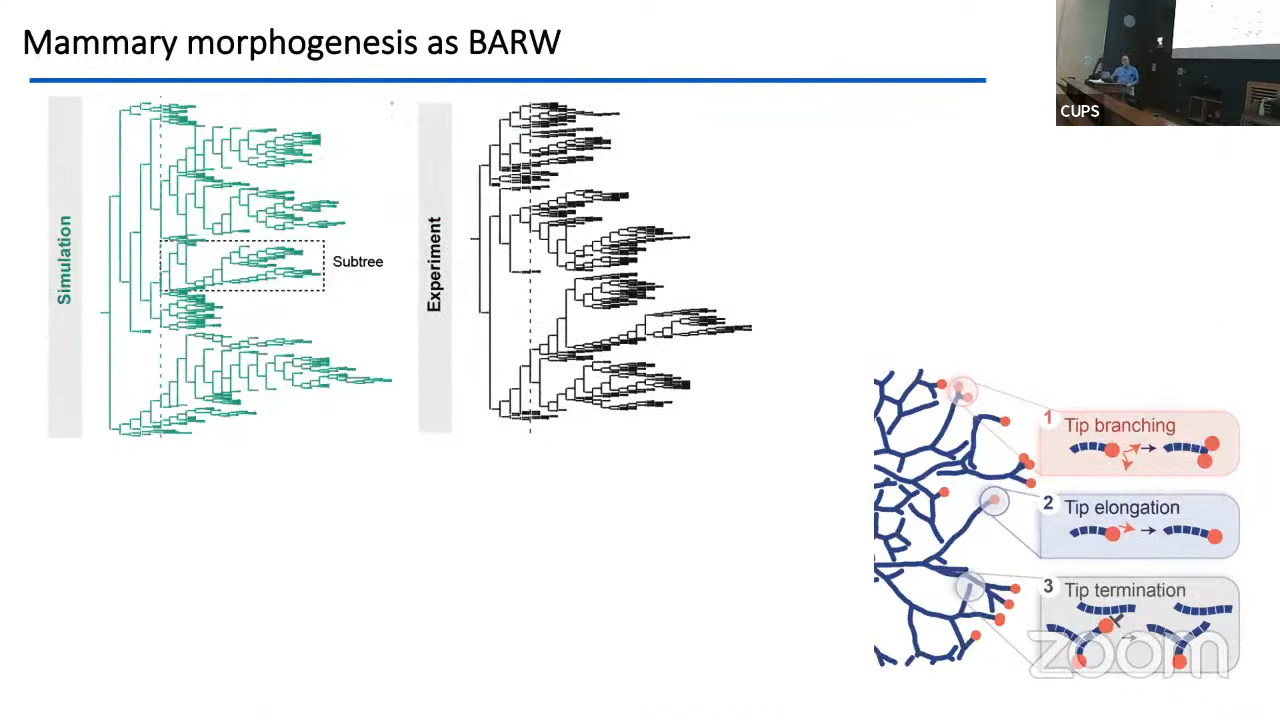 Mammary morphogenesis as BARW
CUPS
Simulation
Subtree
Experiment
1 Tip branching
2 Tip elongation
3 Tip termination
zoom